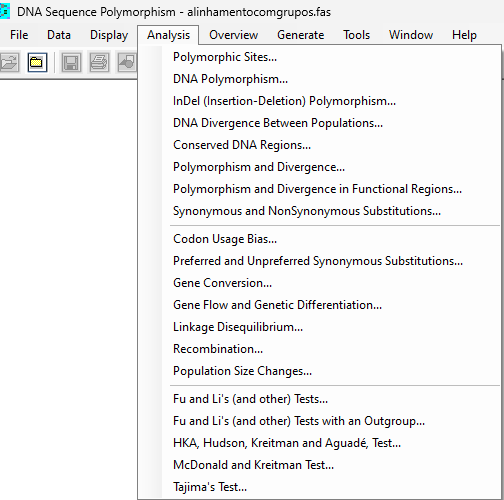 DNA Sequence Polymorphism - alinhamentocomgrupos.fas
File Data Display Analysis Overview Generate Tools Window Help
Polymorphic Sites...
DNA Polymorphism...
InDel (Insertion-Deletion) Polymorphism...
DNA Divergence Between Populations...
Conserved DNA Regions...
Polymorphism and Divergence...
Polymorphism and Divergence in Functional Regions...
Synonymous and NonSynonymous Substitutions...
Codon Usage Bias...
Preferred and Unpreferred Synonymous Substitutions...
Gene Conversion...
Gene Flow and Genetic Differentiation...
Linkage Disequilibrium...
Recombination...
Population Size Changes...
Fu and Li's (and other) Tests...
Fu and Li's (and other) Tests with an Outgroup...
HKA, Hudson, Kreitman and Aguadé, Test...
McDonald and Kreitman Test...
Tajima's Test...